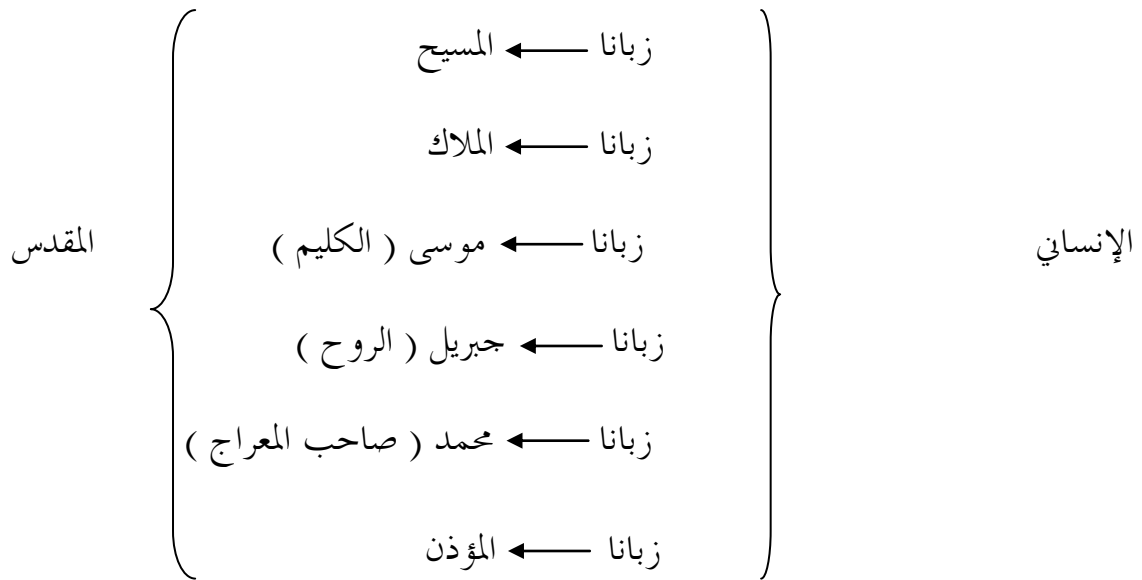 زبانا ← المسيح
زبانا ← الملاك
الإنساني زبانا ← موسى ( الكليم ) المقدس
زبانا ← جبريل ( الروح )
زبانا ← محمد ( صاحب المعراج )
زبانا ← المؤذن